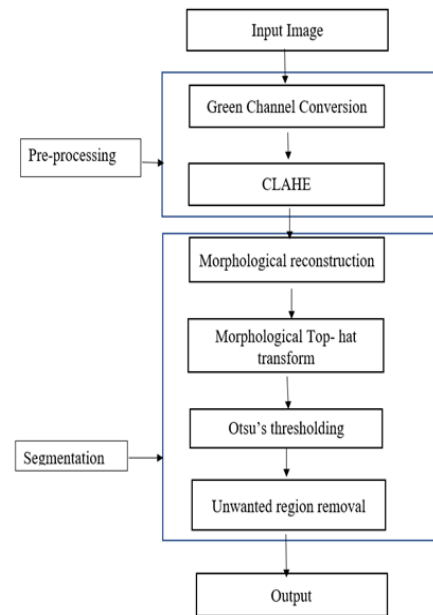 Input Image
Green Channel Conversion
Pre-processing
CLAHE
Morphological reconstruction
Morphological Top- hat
transform
Otsu's thresholding
Segmentation
Unwanted region removal
Output